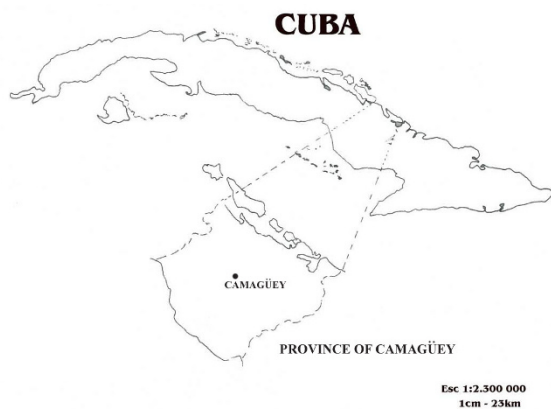 CUBA
CAMAGÜEY
PROVINCE OF CAMAGÜEY
Esc 1:2.300 000
1cm - 23km